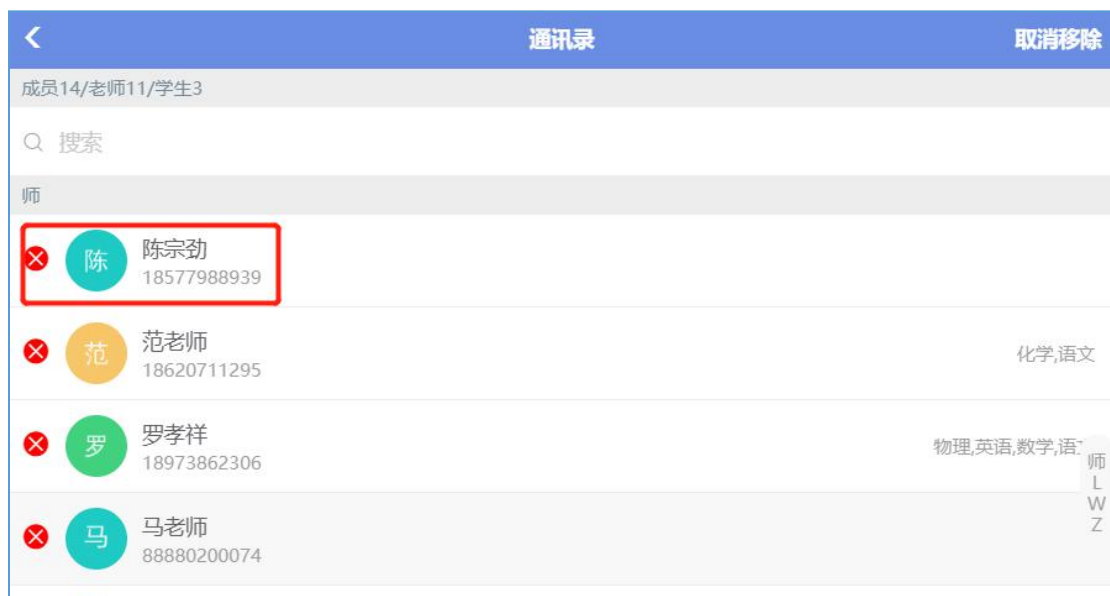 通讯录
取消移除
成员14/老师11/学生3
搜索
师
陈
陈宗劲
18577988939
范
范老师
18620711295
化学,语文
罗
罗孝祥
18973862306
物理,英语,数学,语
师
L
W
Z
马
马老师
88880200074